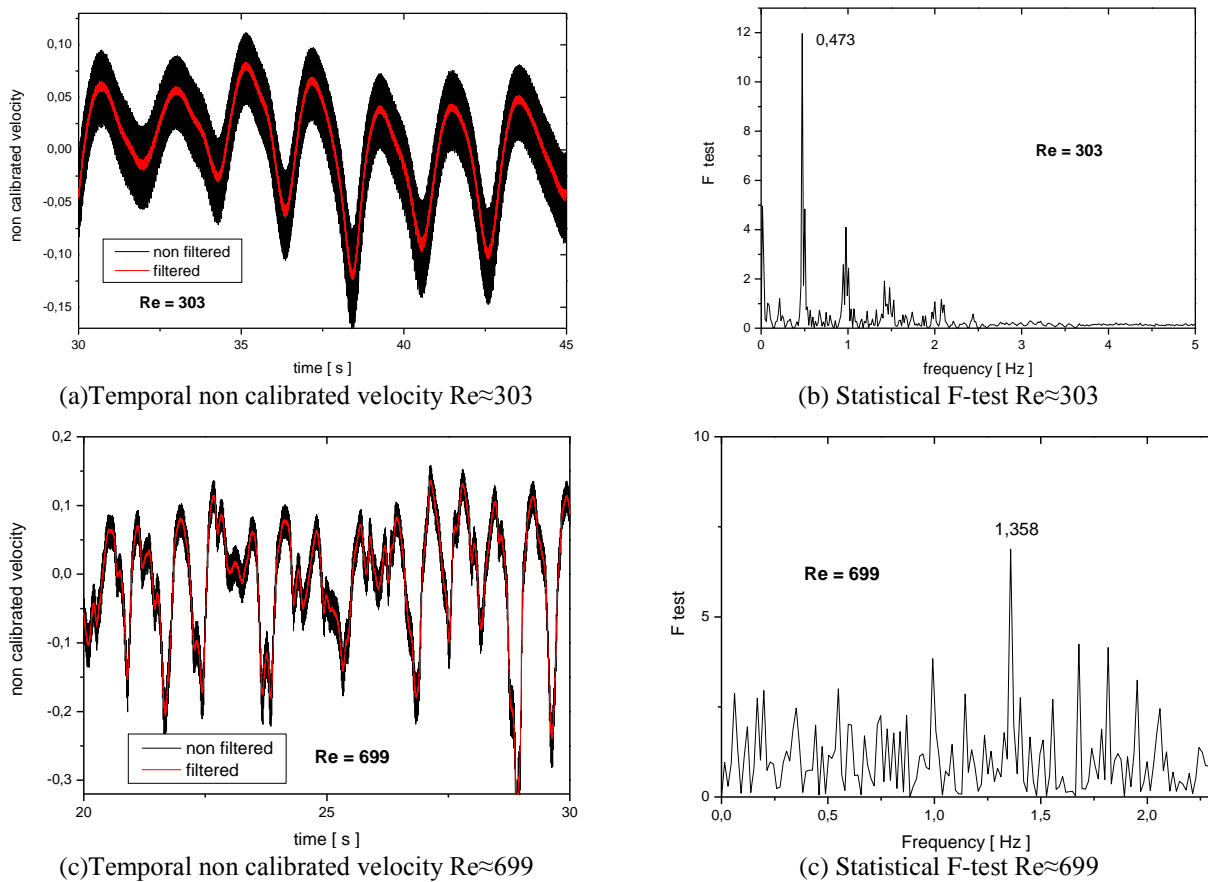 0,10
0,05
0,00
-0,05
-0,10
-0,15
non calibrated velocity
non filtered
filtered
Re = 303
30 35 40 45
time [ s ]
(a)Temporal non calibrated velocity Re≈303
12
10
8
6
4
2
0
F test
0,473
Re = 303
0 1 2 3 4 5
frequency [ Hz ]
(b) Statistical F-test Re≈303
0,2
0,1
0,0
-0,1
-0,2
-0,3
non calibrated velocity
non filtered
filtered
Re = 699
20 25 30
time [ s ]
(c)Temporal non calibrated velocity Re≈699
10
5
0
F test
1,358
Re = 699
0,0 0,5 1,0 1,5 2,0
Frequency [ Hz ]
(c) Statistical F-test Re≈699